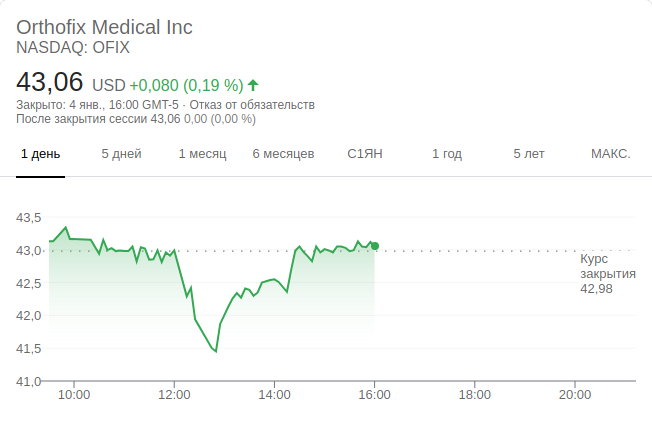 Orthofix Medical Inc
NASDAQ: OFIX
43,06 USD +0,080 (0,19 %)
Закрыто: 4 янв., 16:00 GMT-5 · Отказ от обязательств
После закрытия сессии 43,06 0,00 (0,00 %)
1 день 5 дней 1 месяц 6 месяцев С1ЯН 1 год 5 лет МАКС.
43,5
43,0
Курс
закрытия
42,5
42,98
42,0
41,5
41,0
10:00 12:00 14:00 16:00 18:00 20:00